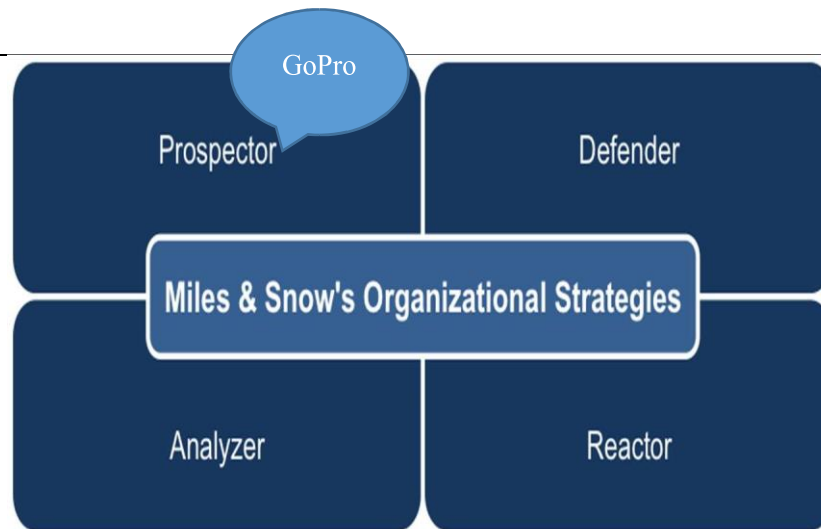 GoPro
Prospector
Defender
Miles & Snow's Organizational Strategies
Analyzer
Reactor